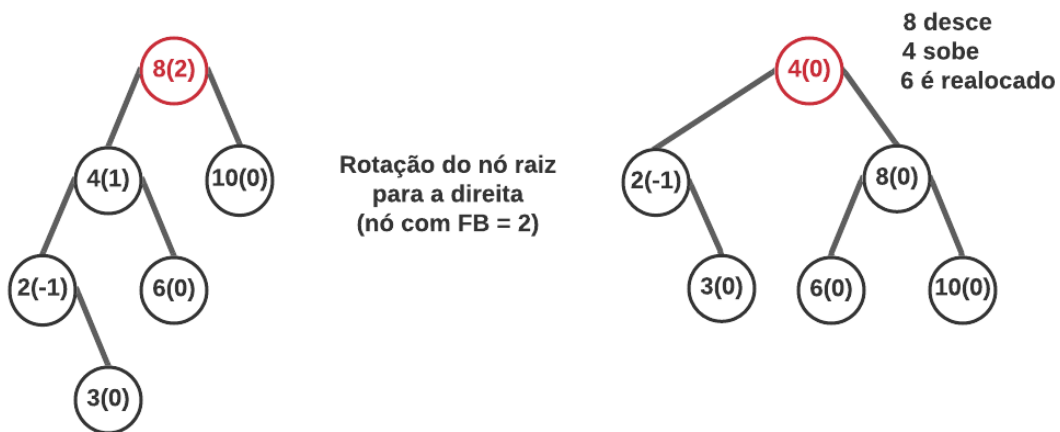 8(2)
4(1)
10(0)
2(-1)
6(0)
3(0)
Rotação do nó raiz
para a direita
(nó com FB = 2)
4(0)
2(-1)
8(0)
3(0)
6(0)
10(0)
8 desce
4 sobe
6 é realocado